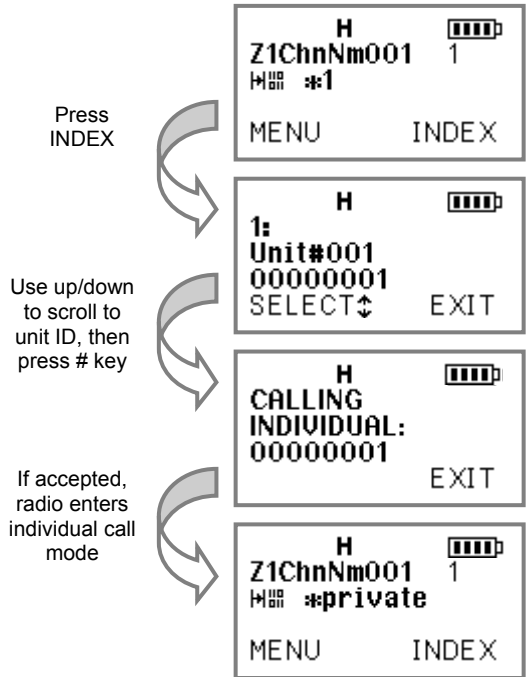 H
Z1ChnNm001 1
*1
MENU INDEX
Press
INDEX
H
1:
Unit#001
00000001
SELECT↕ EXIT
Use up/down
to scroll to
unit ID, then
press # key
H
CALLING
INDIVIDUAL:
00000001
EXIT
If accepted,
radio enters
individual call
mode
H
Z1ChnNm001 1
*private
MENU INDEX